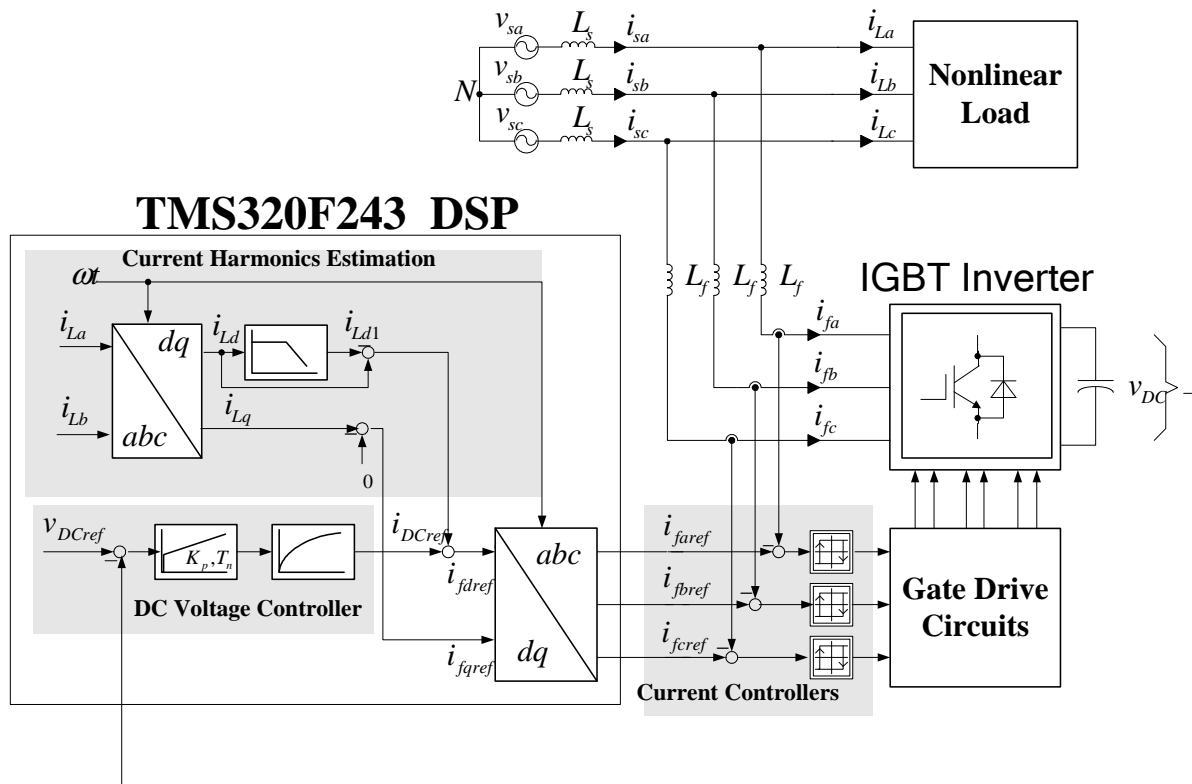 v_sa L_s i_sa i_La
v_sb L_s i_sb i_Lb
N
v_sc L_s i_sc i_Lc
Nonlinear
Load
TMS320F243 DSP
Current Harmonics Estimation
ωt
i_La
dq
i_Ld
i_Ld1
i_Lb
abc
i_Lq
0
L_f L_f L_f
IGBT Inverter
i_fa
i_fb
i_fc
v_DC
v_DCref
K_p,T_n
i_DCref
DC Voltage Controller
i_fdref
i_fqref
abc
dq
i_faref
i_fbref
i_fcref
Current Controllers
Gate Drive
Circuits